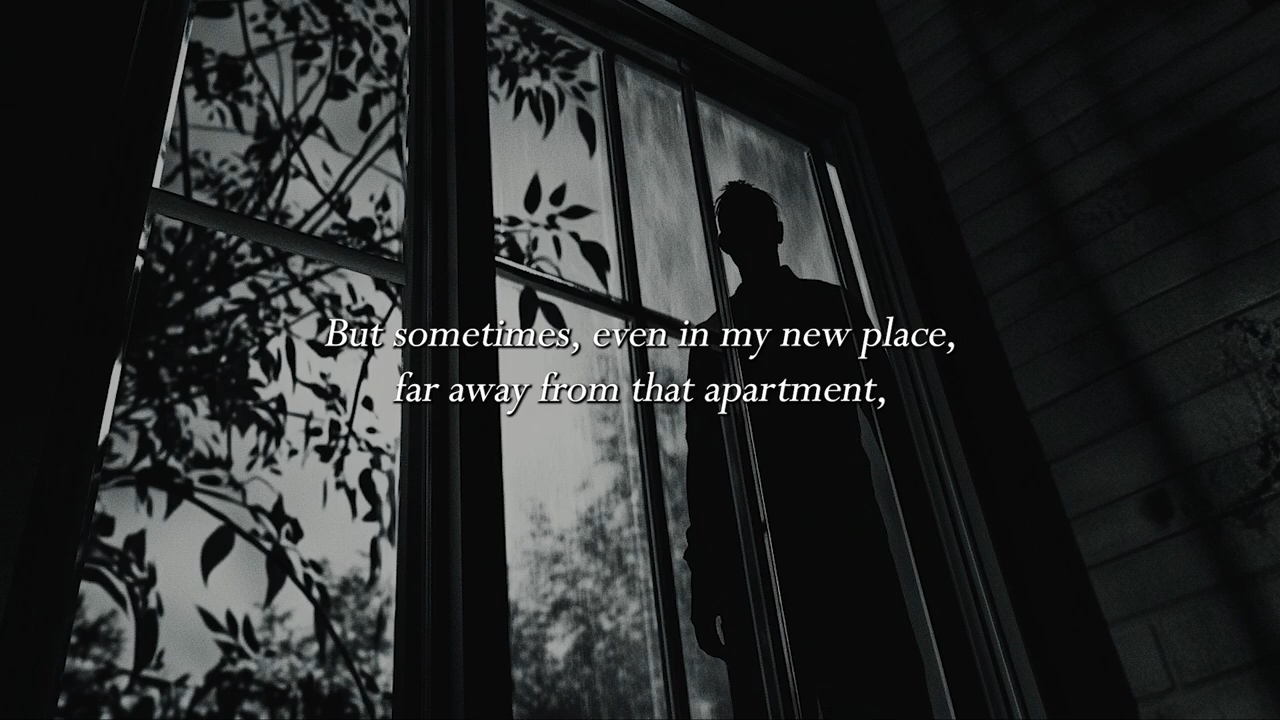 But sometimes, even in my new place,
far away from that apartment,